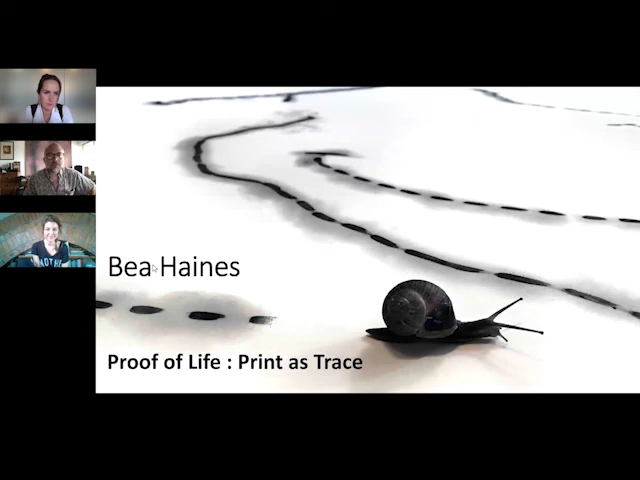 Bea Haines
Proof of Life : Print as Trace